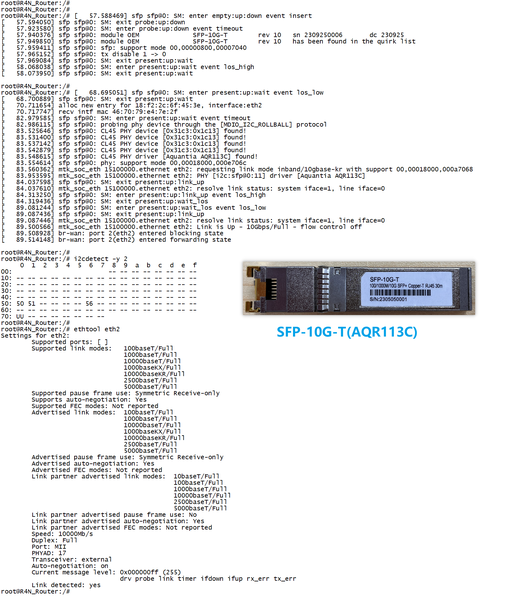 root@R4N_Router:/#
root@R4N_Router:/#
root@R4N_Router:/# [   57.588469] sfp sfp@0: SM: enter empty:up:down event insert
[   57.594050] sfp sfp@0: SM: exit probe:up:down
[   57.923580] sfp sfp@0: SM: enter probe:up:down event timeout
[   57.940376] sfp sfp@0: module OEM              SFP-10G-T        rev 10   sn 2309250006       dc 230925
[   57.949850] sfp sfp@0: module OEM              SFP-10G-T        rev 10   has been found in the quirk list
[   57.959411] sfp sfp@0: sfp: support mode 00,00000800,00007040
[   57.965152] sfp sfp@0: tx disable 1 -> 0
[   57.969084] sfp sfp@0: SM: exit present:up:wait
[   58.068038] sfp sfp@0: SM: enter present:up:wait event los_high
[   58.073950] sfp sfp@0: SM: exit present:up:wait
root@R4N_Router:/#
root@R4N_Router:/# [   68.695051] sfp sfp@0: SM: enter present:up:wait event los_low
[   68.700889] sfp sfp@0: SM: exit present:up:wait
[   70.711654] alloc new entry for 18:f2:2c:6f:45:3e, interface:eth2
[   70.717747] recv intf mac 46:70:79:e4:7e:2f
[   82.979585] sfp sfp@0: SM: enter present:up:wait event timeout
[   82.986115] sfp sfp@0: probing phy device through the [MDIO_I2C_ROLLBALL] protocol
[   83.525646] sfp sfp@0: CL45 PHY device [0x31c3:0x1c13] found!
[   83.531400] sfp sfp@0: CL45 PHY device [0x31c3:0x1c13] found!
[   83.537142] sfp sfp@0: CL45 PHY device [0x31c3:0x1c13] found!
[   83.542879] sfp sfp@0: CL45 PHY device [0x31c3:0x1c13] found!
[   83.548615] sfp sfp@0: CL45 PHY driver [Aquantia AQR113C] found!
[   83.554614] sfp sfp@0: phy: support mode 00,00018000,000e706c
[   83.560362] mtk_soc_eth 15100000.ethernet eth2: requesting link mode inband/10gbase-kr with support 00,00018000,000a7068
[   83.953595] mtk_soc_eth 15100000.ethernet eth2: PHY [i2c:sfp@0:11] driver [Aquantia AQR113C]
[   84.037598] sfp sfp@0: SM: exit present:up:link_up
[   84.037610] mtk_soc_eth 15100000.ethernet eth2: resolve link status: system iface=1, line iface=0
[   84.313250] sfp sfp@0: SM: enter present:up:link_up event los_high
[   84.319436] sfp sfp@0: SM: exit present:up:wait_los
[   89.081244] sfp sfp@0: SM: enter present:up:wait_los event los_low
[   89.087436] sfp sfp@0: SM: exit present:up:link_up
[   89.087446] mtk_soc_eth 15100000.ethernet eth2: resolve link status: system iface=1, line iface=0
[   89.500566] mtk_soc_eth 15100000.ethernet eth2: Link is Up - 10Gbps/Full - flow control off
[   89.508928] br-wan: port 2(eth2) entered blocking state
[   89.514148] br-wan: port 2(eth2) entered forwarding state
root@R4N_Router:/#
root@R4N_Router:/# i2cdetect -y 2
     0  1  2  3  4  5  6  7  8  9  a  b  c  d  e  f
00:                         -- -- -- -- -- -- -- --
10: -- -- -- -- -- -- -- -- -- -- -- -- -- -- -- --
20: -- -- -- -- -- -- -- -- -- -- -- -- -- -- -- --
30: -- -- -- -- -- -- -- -- -- -- -- -- -- -- -- --
40: -- -- -- -- -- -- -- -- -- -- -- -- -- -- -- --
50: 50 51 -- -- -- -- 56 -- -- -- -- -- -- -- -- --
60: -- -- -- -- -- -- -- -- -- -- -- -- -- -- -- --
70: UU -- -- -- -- -- -- --
root@R4N_Router:/#
root@R4N_Router:/# ethtool eth2
Settings for eth2:
Supported ports: [ ]
Supported link modes:   100baseT/Full
1000baseT/Full
10000baseT/Full
1000baseKX/Full
10000baseKR/Full
2500baseT/Full
5000baseT/Full
Supported pause frame use: Symmetric Receive-only
Supports auto-negotiation: Yes
Supported FEC modes: Not reported
Advertised link modes:  100baseT/Full
1000baseT/Full
10000baseT/Full
1000baseKX/Full
10000baseKR/Full
2500baseT/Full
5000baseT/Full
Advertised pause frame use: Symmetric Receive-only
Advertised auto-negotiation: Yes
Advertised FEC modes: Not reported
Link partner advertised link modes:  10baseT/Full
100baseT/Full
1000baseT/Full
10000baseT/Full
2500baseT/Full
5000baseT/Full
Link partner advertised pause frame use: No
Link partner advertised auto-negotiation: Yes
Link partner advertised FEC modes: Not reported
Speed: 10000Mb/s
Duplex: Full
Port: MII
PHYAD: 17
Transceiver: external
Auto-negotiation: on
Current message level: 0x000000ff (255)
drv probe link timer ifdown ifup rx_err tx_err
Link detected: yes
root@R4N_Router:/#
SFP-10G-T
10G/1000M/10G SFP+ Copper-T RJ45 30m
S/N:2305050001
SFP-10G-T(AQR113C)